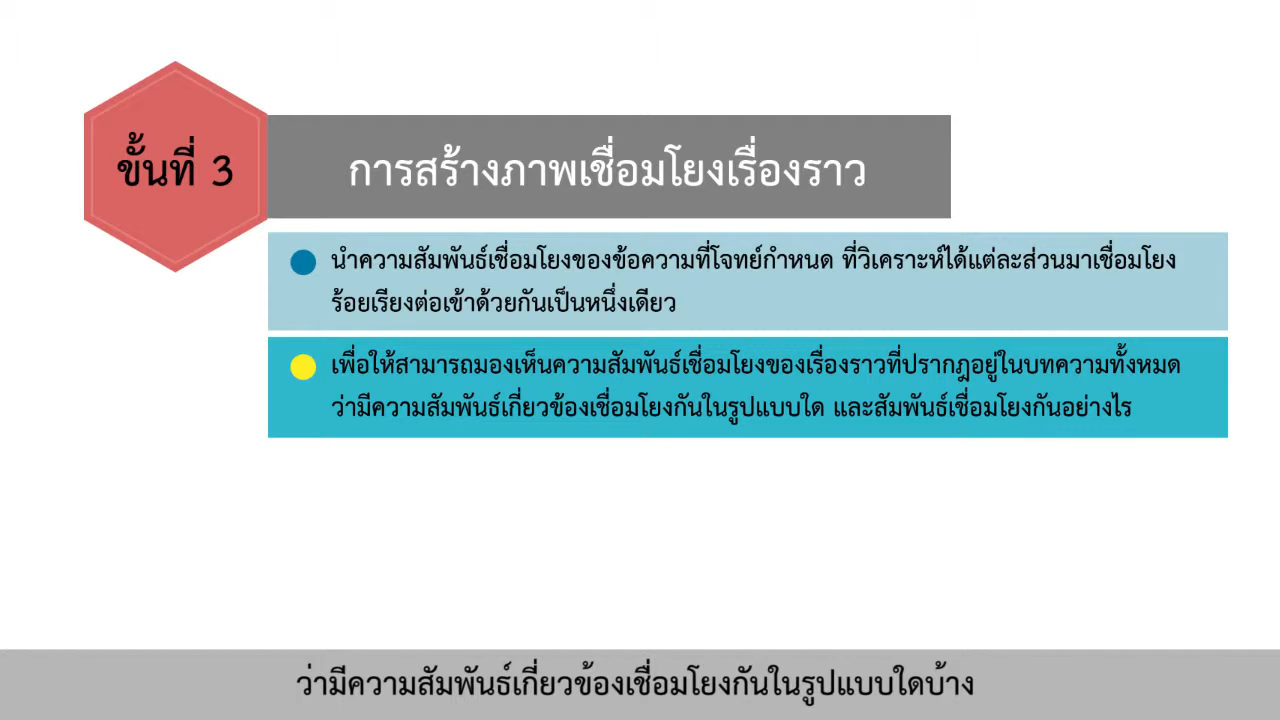 ขั้นที่ 3
การสร้างภาพเชื่อมโยงเรื่องราว
นำความสัมพันธ์เชื่อมโยงของข้อความที่โจทย์กำหนด ที่วิเคราะห์ได้แต่ละส่วนมาเชื่อมโยง
ร้อยเรียงต่อเข้าด้วยกันเป็นหนึ่งเดียว
เพื่อให้สามารถมองเห็นความสัมพันธ์เชื่อมโยงของเรื่องราวที่ปรากฎอยู่ในบทความทั้งหมด
ว่ามีความสัมพันธ์เกี่ยวข้องเชื่อมโยงกันในรูปแบบใด และสัมพันธ์เชื่อมโยงกันอย่างไร
ว่ามีความสัมพันธ์เกี่ยวข้องเชื่อมโยงกันในรูปแบบใดบ้าง